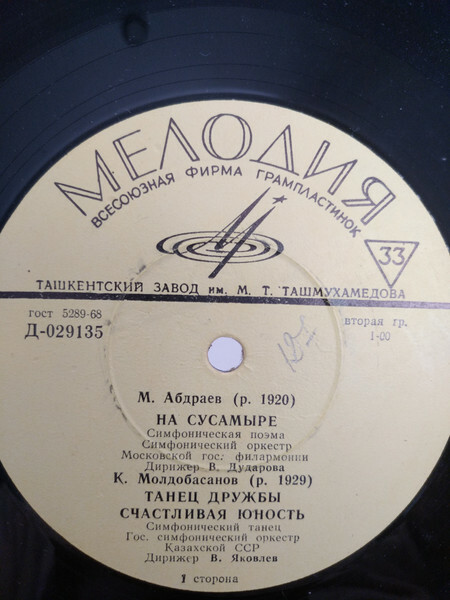 МЕЛОДИЯ
ВСЕСОЮЗНАЯ ФИРМА ГРАМПЛАСТИНОК
33
ТАШКЕНТСКИЙ ЗАВОД им. М. Т. ТАШМУХАМЕДОВА
гост 5289-68
вторая гр.
Д-029135
1-00
М. Абдраев (р. 1920)
НА СУСАМЫРЕ
Симфоническая поэма
Симфонический оркестр
Московской гос. филармонии
Дирижер В. Дударова
К. Молдобасанов (р. 1929)
ТАНЕЦ ДРУЖБЫ
СЧАСТЛИВАЯ ЮНОСТЬ
Симфонический танец
Гос. симфонический оркестр
Казахской ССР
Дирижер В. Яковлев
1 сторона